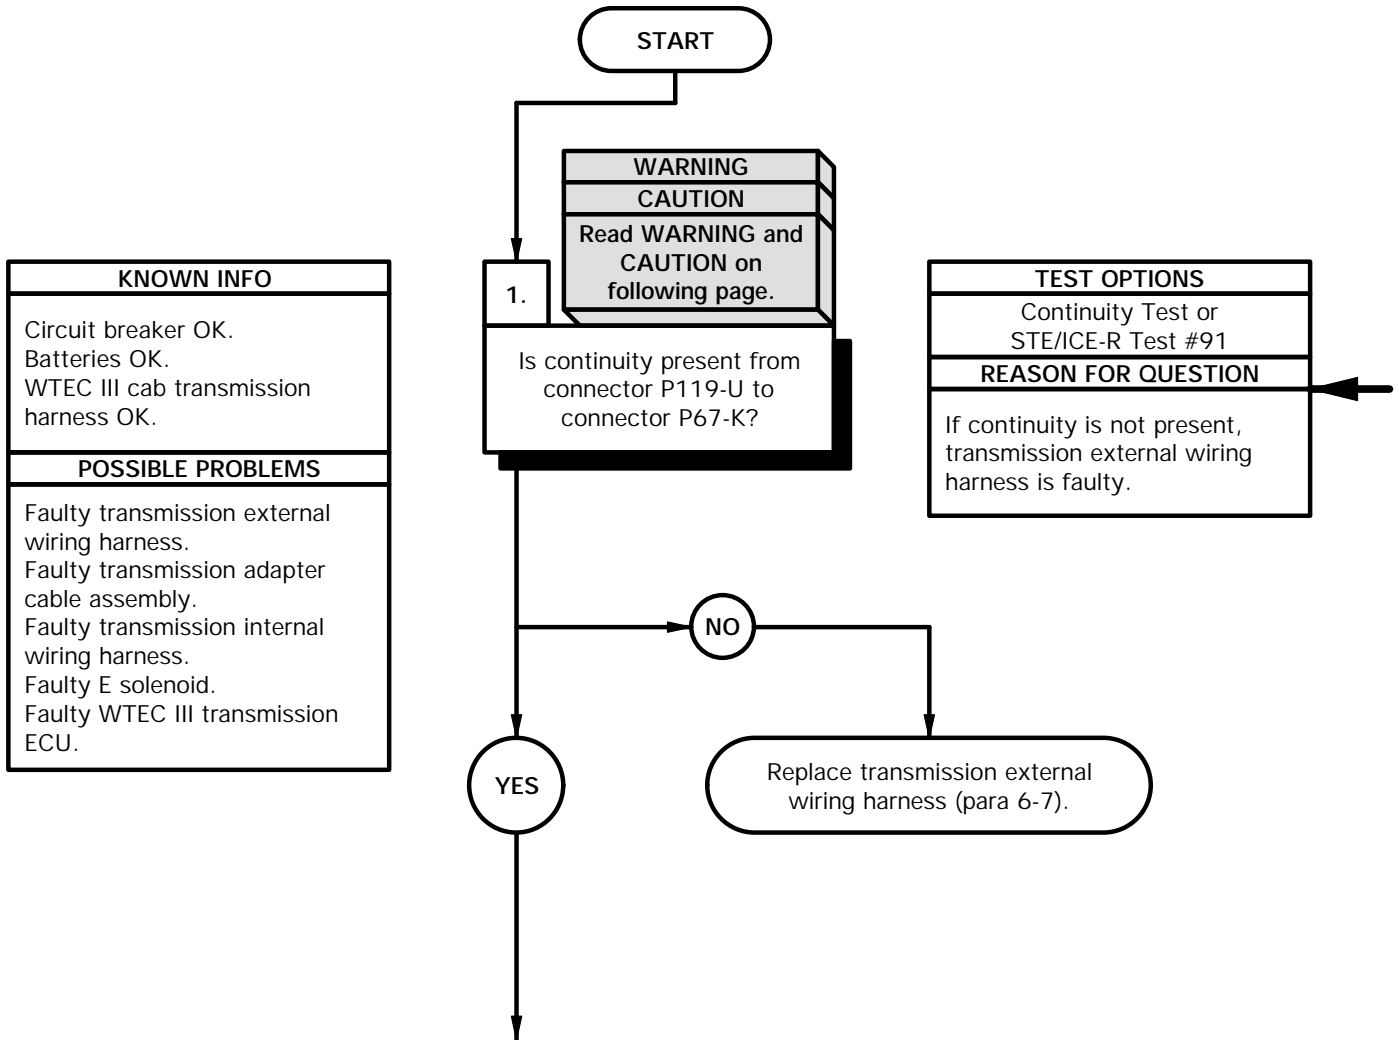 START
WARNING
CAUTION
Read WARNING and
CAUTION on
following page.
KNOWN INFO
Circuit breaker OK.
Batteries OK.
WTEC III cab transmission
harness OK.
POSSIBLE PROBLEMS
Faulty transmission external
wiring harness.
Faulty transmission adapter
cable assembly.
Faulty transmission internal
wiring harness.
Faulty E solenoid.
Faulty WTEC III transmission
ECU.
1.
Is continuity present from
connector P119-U to
connector P67-K?
TEST OPTIONS
Continuity Test or
STE/ICE-R Test #91
REASON FOR QUESTION
If continuity is not present,
transmission external wiring
harness is faulty.
NO
YES
Replace transmission external
wiring harness (para 6-7).